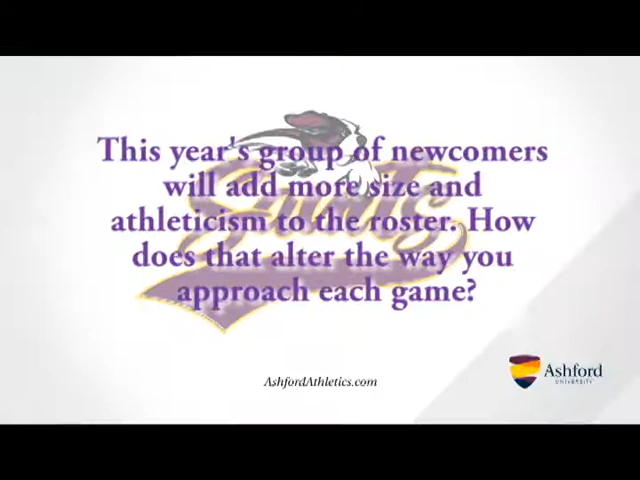 This year's group of newcomers
will add more size and
athleticism to the roster. How
does that alter the way you
approach each game?
Saints
AshfordAthletics.com
Ashford
UNIVERSITY